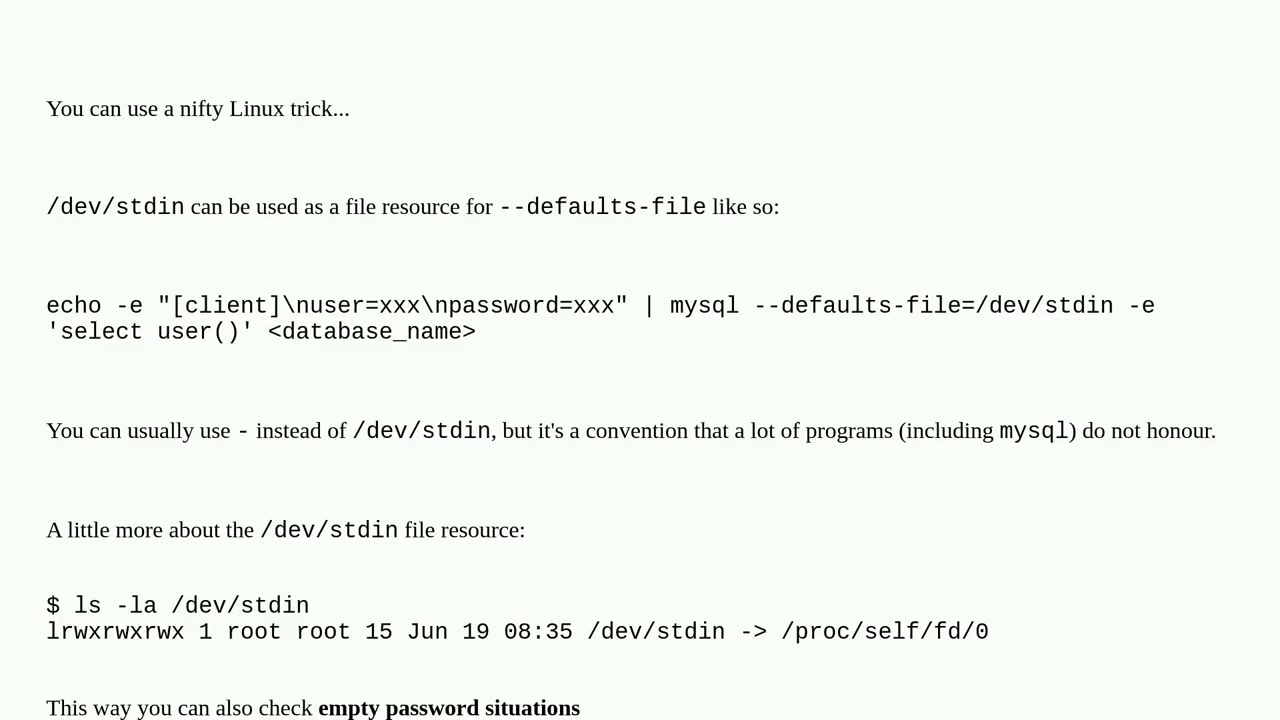 You can use a nifty Linux trick...
/dev/stdin can be used as a file resource for --defaults-file like so:
echo -e "[client]\nuser=xxx\npassword=xxx" | mysql --defaults-file=/dev/stdin -e
'select user()' <database_name>
You can usually use - instead of /dev/stdin, but it's a convention that a lot of programs (including mysql) do not honour.
A little more about the /dev/stdin file resource:
$ ls -la /dev/stdin
lrwxrwxrwx 1 root root 15 Jun 19 08:35 /dev/stdin -> /proc/self/fd/0
This way you can also check empty password situations